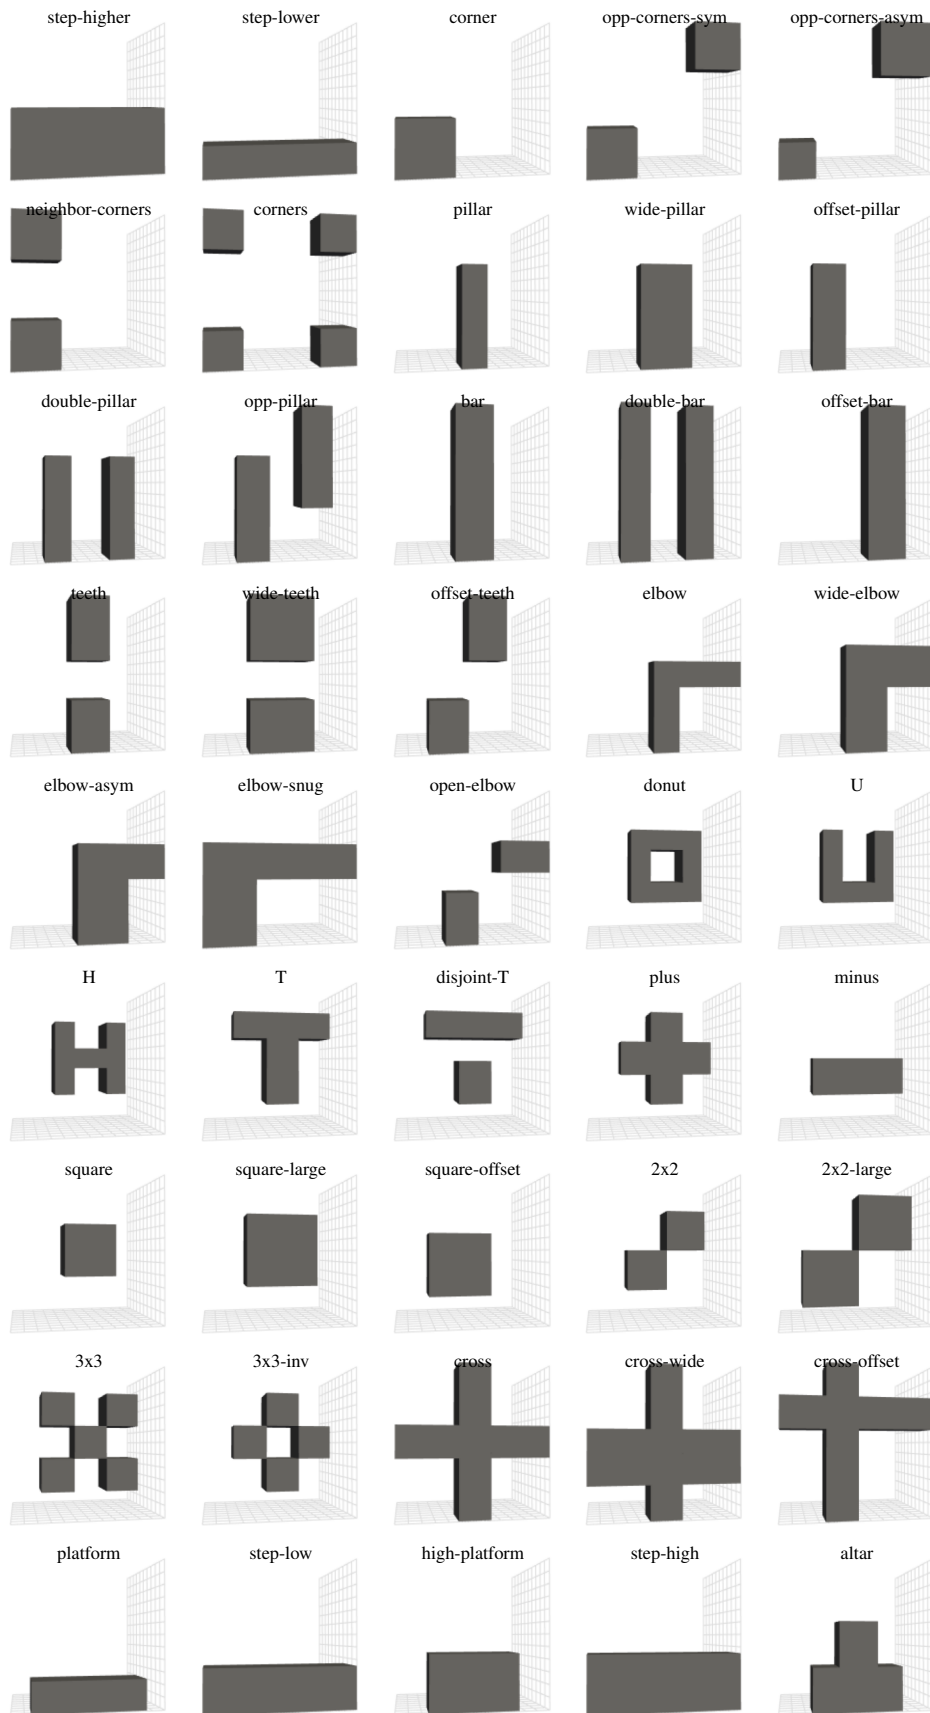 step-higher step-lower corner opp-corners-sym opp-corners-asym
neighbor-corners corners pillar wide-pillar offset-pillar
double-pillar opp-pillar bar double-bar offset-bar
teeth wide-teeth offset-teeth elbow wide-elbow
elbow-asym elbow-snug open-elbow donut U
H T disjoint-T plus minus
square square-large square-offset 2x2 2x2-large
3x3 3x3-inv cross cross-wide cross-offset
platform step-low high-platform step-high altar